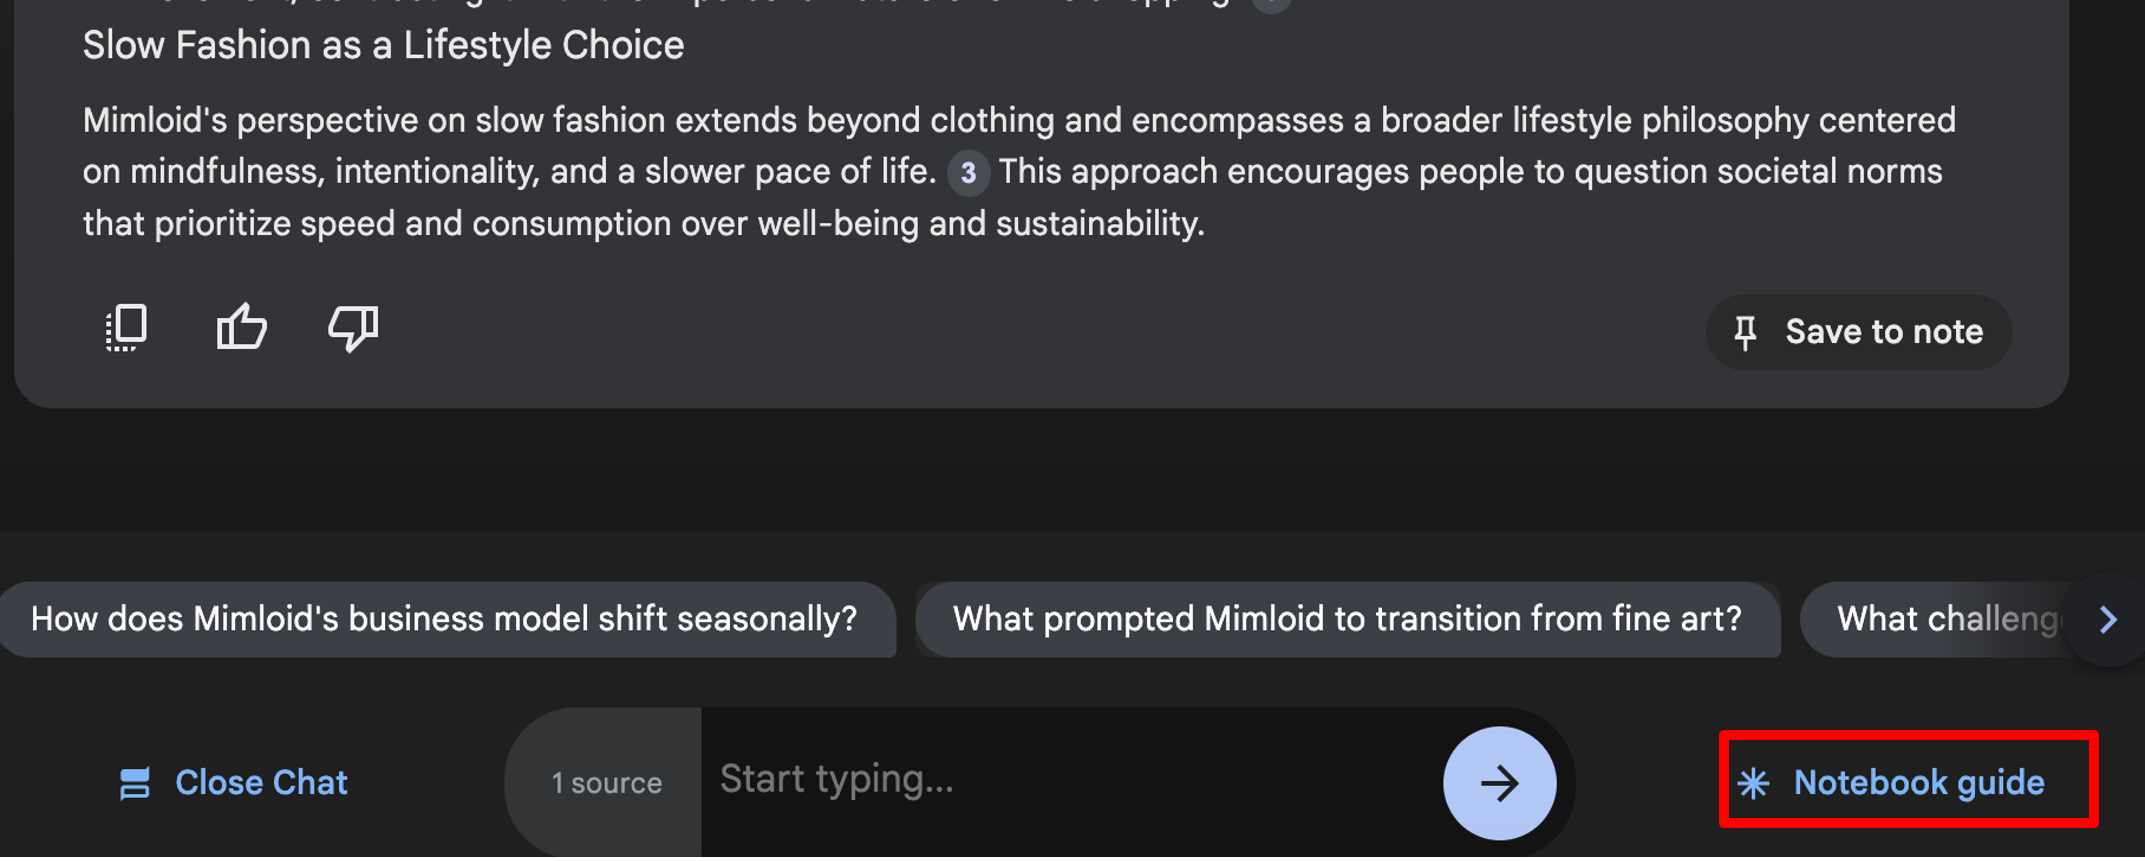 Slow Fashion as a Lifestyle Choice
Mimloid's perspective on slow fashion extends beyond clothing and encompasses a broader lifestyle philosophy centered
on mindfulness, intentionality, and a slower pace of life. 3 This approach encourages people to question societal norms
that prioritize speed and consumption over well-being and sustainability.
Save to note
How does Mimloid's business model shift seasonally?
What prompted Mimloid to transition from fine art?
What challeng
Close Chat
1 source
Start typing...
Notebook guide